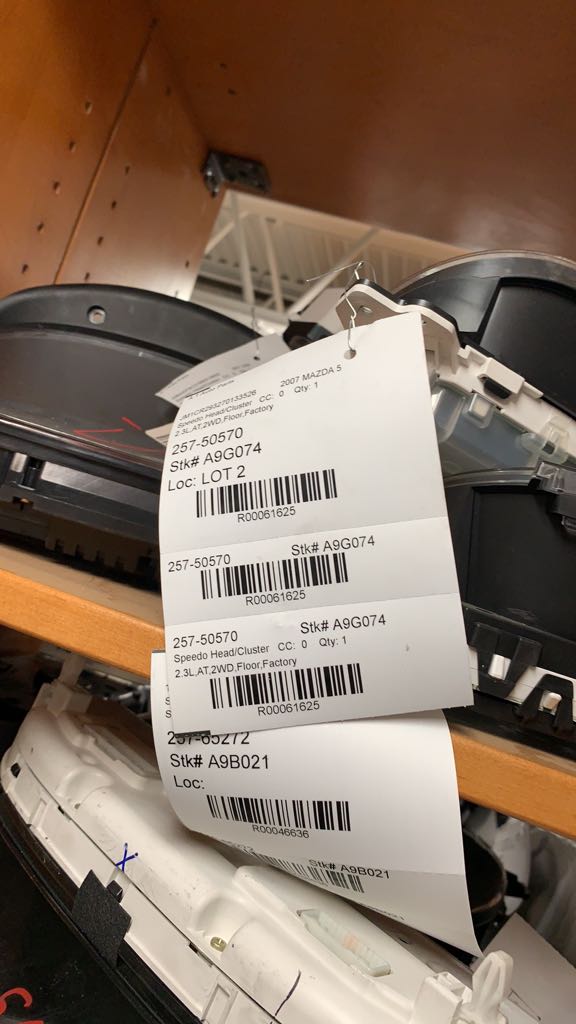 2007 MAZDA 5
JM1CR293270133526
Speedo Head/Cluster CC: 0 Qty: 1
2.3L,AT,2WD,Floor,Factory
257-50570
Stk# A9G074
Loc: LOT 2
R00061625
257-50570 Stk# A9G074
R00061625
257-50570 Stk# A9G074
Speedo Head/Cluster CC: 0 Qty: 1
2.3L,AT,2WD,Floor,Factory
R00061625
257-65272
Stk# A9B021
Loc:
R00046636
Stk# A9B021
X